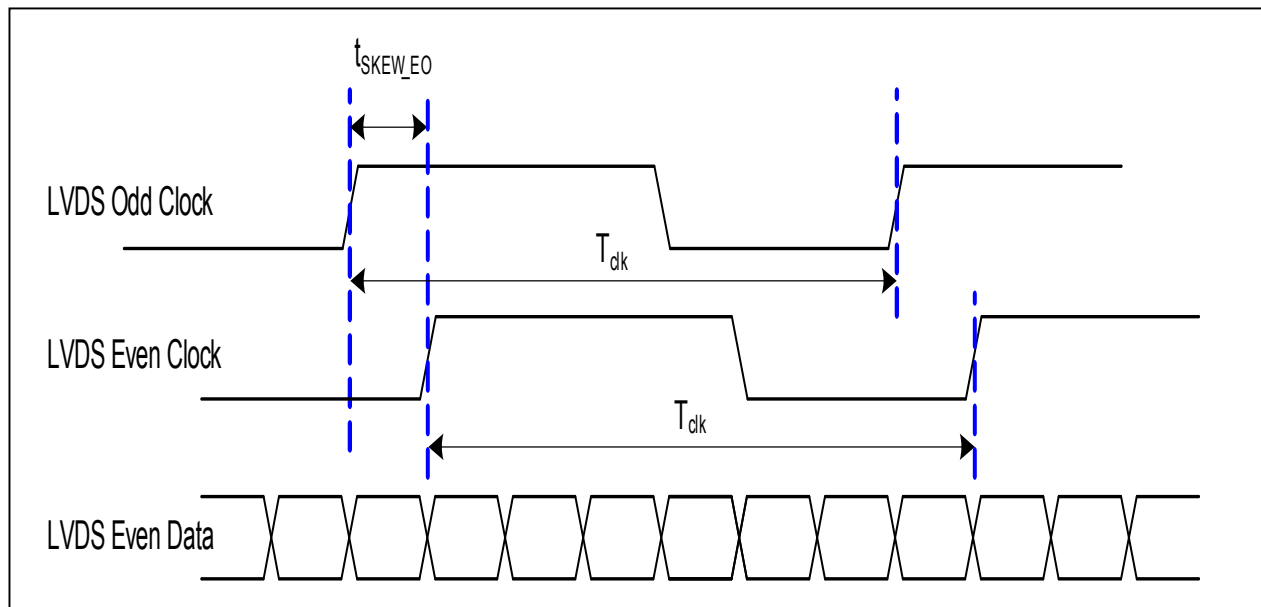 tSKEW_EO
LVDS Odd Clock
Tclk
LVDS Even Clock
Tclk
LVDS Even Data